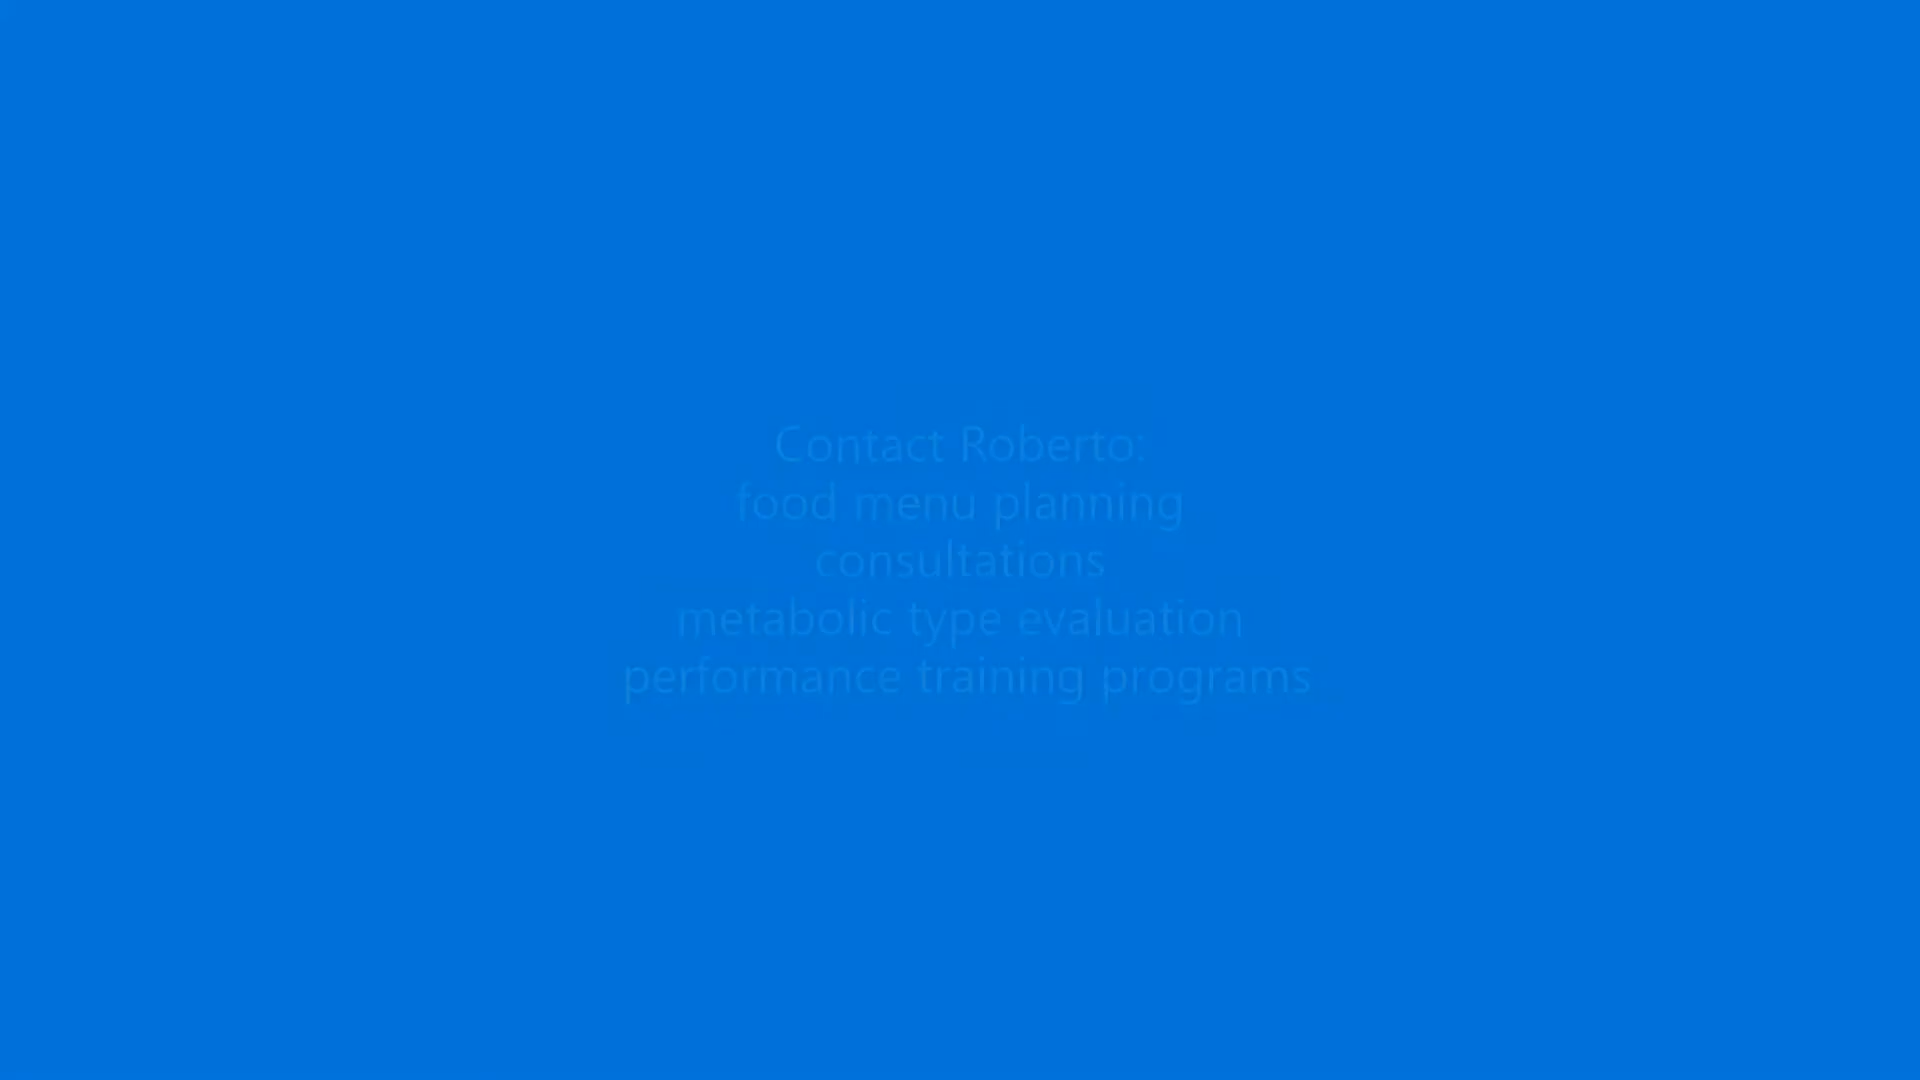 Contact Roberto:
food menu planning
consultations
metabolic type evaluation
performance training programs